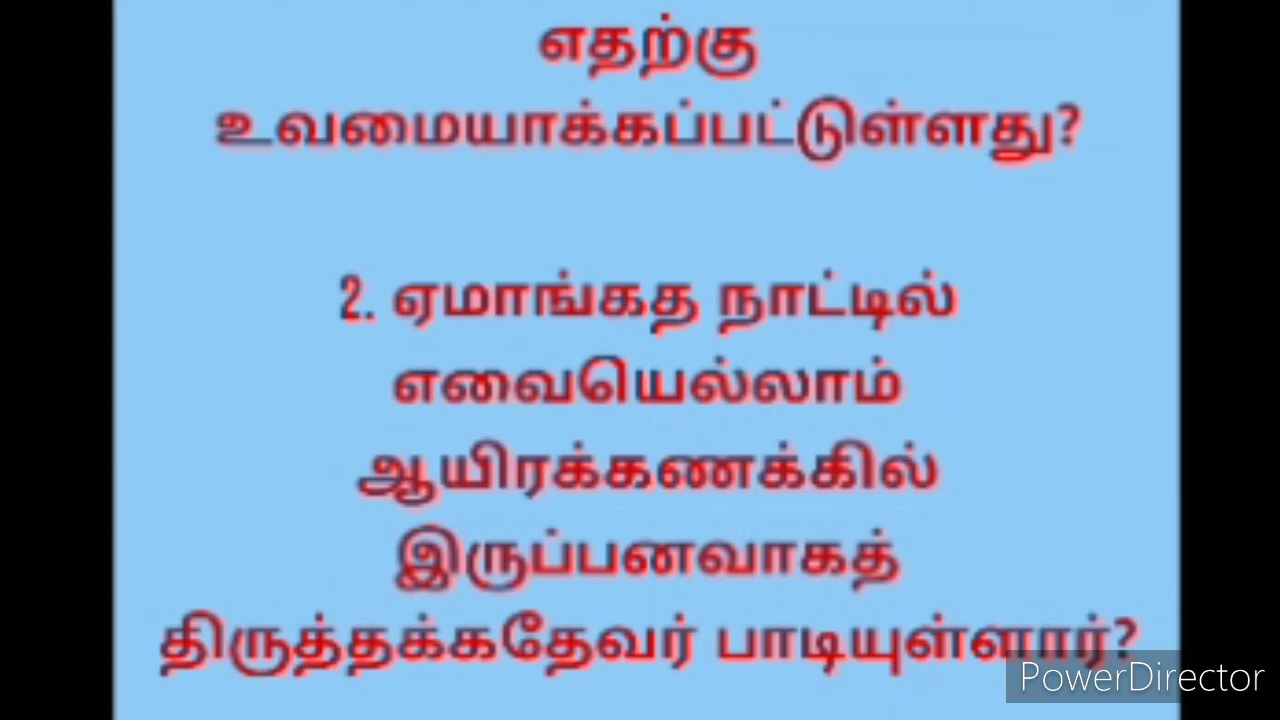 எதற்கு
உவமையாக்கப்பட்டுள்ளது?
2. ஏமாங்கத நாட்டில்
எவையெல்லாம்
ஆயிரக்கணக்கில்
இருப்பனவாகத்
திருத்தக்கதேவர் பாடியுள்ளார்?
PowerDirector